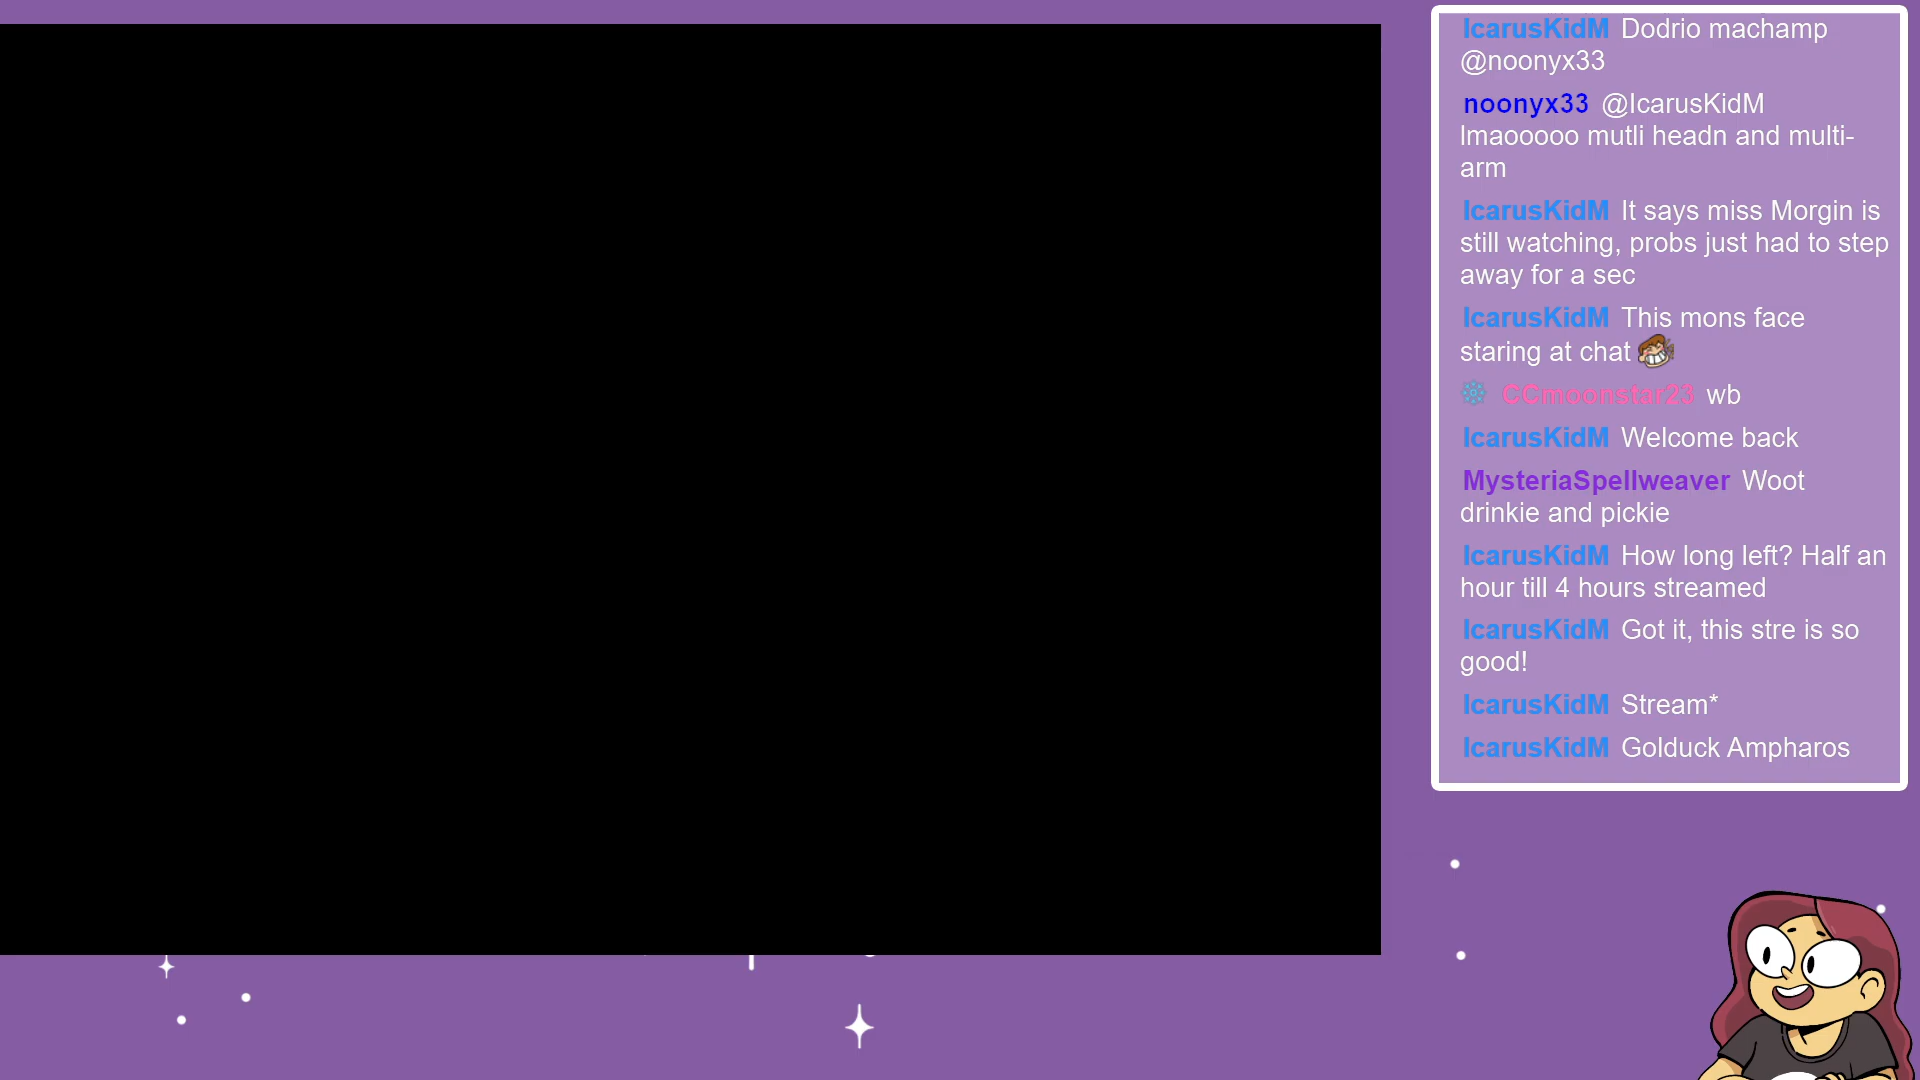 IcarusKidM Dodrio machamp
@noonyx33
noonyx33 @IcarusKidM
lmaooooo mutli headn and multi-
arm
IcarusKidM It says miss Morgin is
still watching, probs just had to step
away for a sec
IcarusKidM This mons face
staring at chat
CCmoonstar23 wb
IcarusKidM Welcome back
MysteriaSpellweaver Woot
drinkie and pickie
IcarusKidM How long left? Half an
hour till 4 hours streamed
IcarusKidM Got it, this stre is so
good!
IcarusKidM Stream*
IcarusKidM Golduck Ampharos